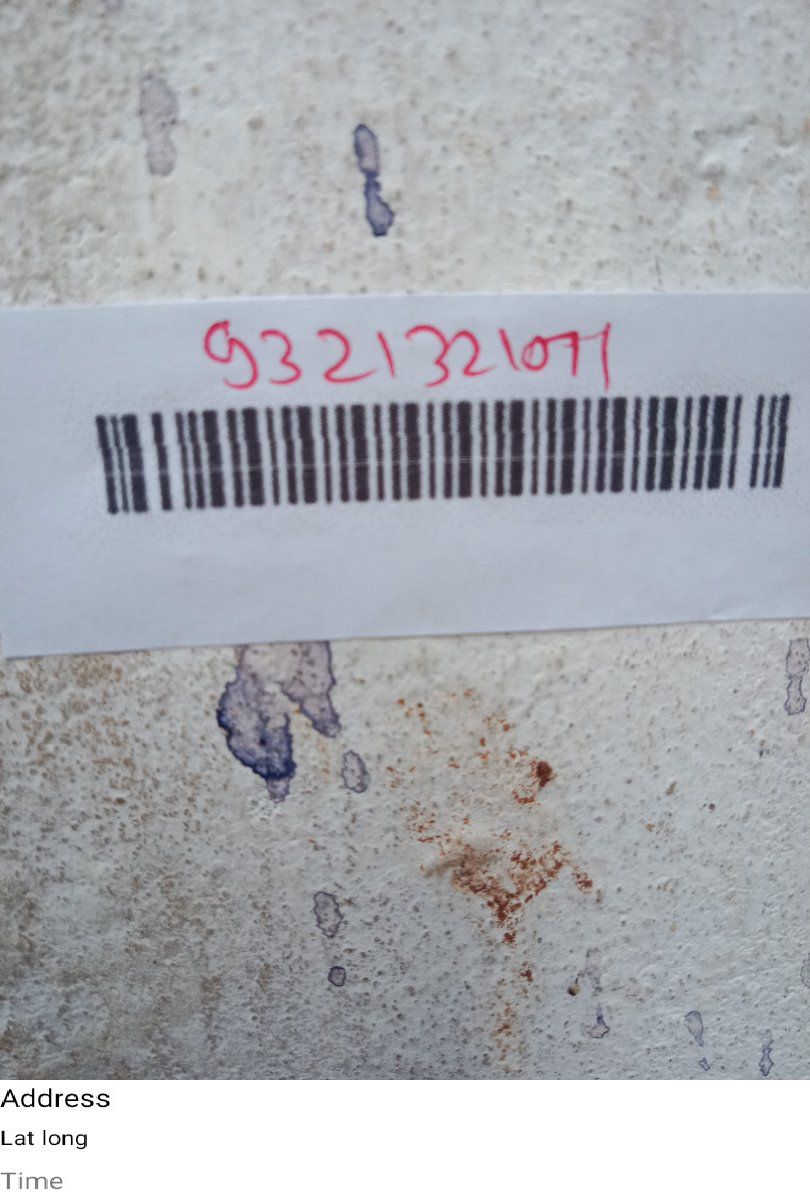 9321321071
Address
Lat long
Time